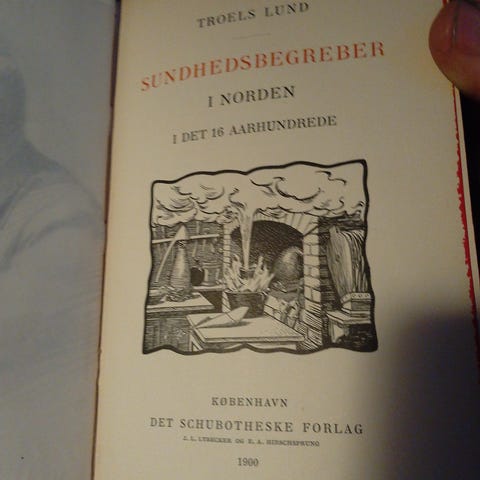 TROELS LUND
SUNDHEDSBEGREBER
I NORDEN
I DET 16 AARHUNDREDE
KØBENHAVN
DET SCHUBOTHESKE FORLAG
J. L. LYBECKER OG E. A. HIRSCHSPRUNG
1900